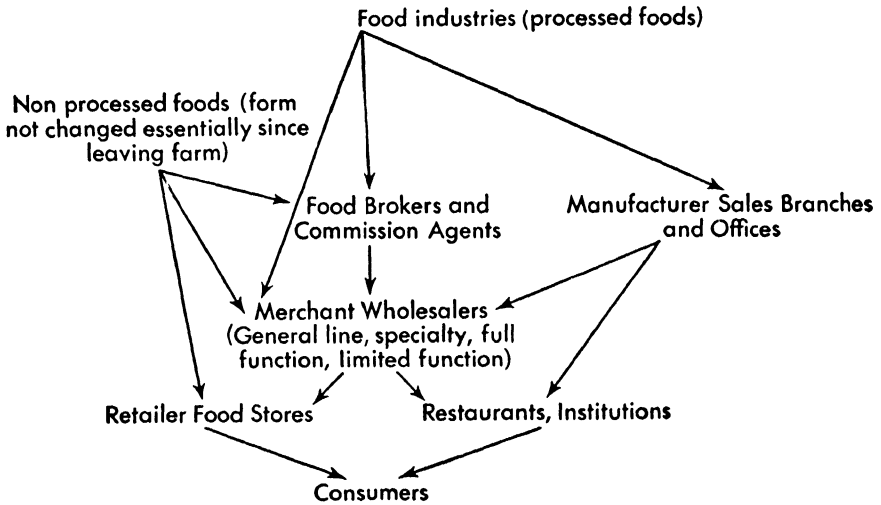 Food industries (processed foods)
Non processed foods (form
not changed essentially since
leaving farm)
Food Brokers and
Commission Agents
Manufacturer Sales Branches
and Offices
Merchant Wholesalers
(General line, specialty, full
function, limited function)
Retailer Food Stores
Restaurants, Institutions
Consumers